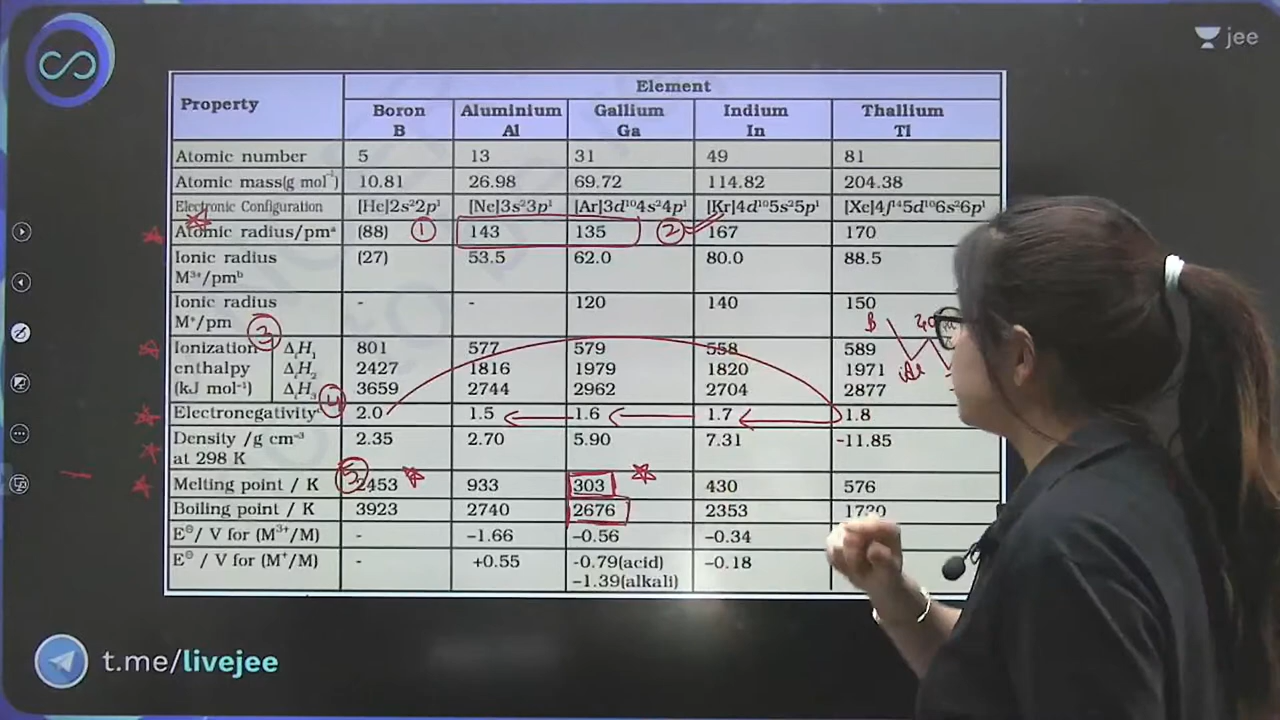 jee
Property
Element
Boron Aluminium Gallium Indium Thallium
B Al Ga In Tl
Atomic number 5 13 31 49 81
Atomic mass(g mol⁻¹) 10.81 26.98 69.72 114.82 204.38
Electronic Configuration [He]2s²2p¹ [Ne]3s²3p¹ [Ar]3d¹⁰4s²4p¹ [Kr]4d¹⁰5s²5p¹ [Xe]4f¹⁴5d¹⁰6s²6p¹
Atomic radius/pmᵃ (88) ① 143 135 ② 167 170
Ionic radius (27) 53.5 62.0 80.0 88.5
M³⁺/pmᵇ
Ionic radius - - 120 140 150
M⁺/pm
③
B
Ionization ΔᵢH₁ 801 577 579 558 589
enthalpy ΔᵢH₂ 2427 1816 1979 1820 1971
(kJ mol⁻¹) ΔᵢH₃ 3659 2744 2962 2704 2877
④
Electronegativityᶜ 2.0 1.5 1.6 1.7 1.8
Density /g cm⁻³ 2.35 2.70 5.90 7.31 -11.85
at 298 K
⑤
Melting point / K 2453 933 303 430 576
Boiling point / K 3923 2740 2676 2353 1730
E⊖/ V for (M³⁺/M) - −1.66 −0.56 −0.34
E⊖ / V for (M⁺/M) - +0.55 -0.79(acid) −0.18
−1.39(alkali)
t.me/livejee